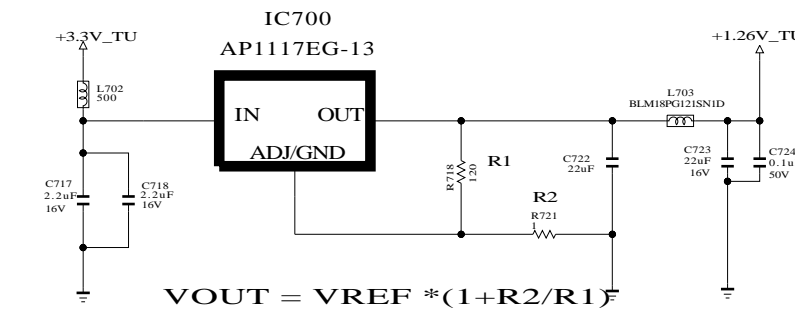 IC700
+3.3V_TU
AP1117EG-13
+1.26V_TU
L702
500
L703
BLM18PG121SN1D
IN
OUT
ADJ/GND
R718
120
R1
R2
R721
1
C722
22uF
C723
22uF
16V
C724
0.1u
50V
C717
2.2uF
16V
C718
2.2uF
16V
VOUT = VREF *(1+R2/R1)